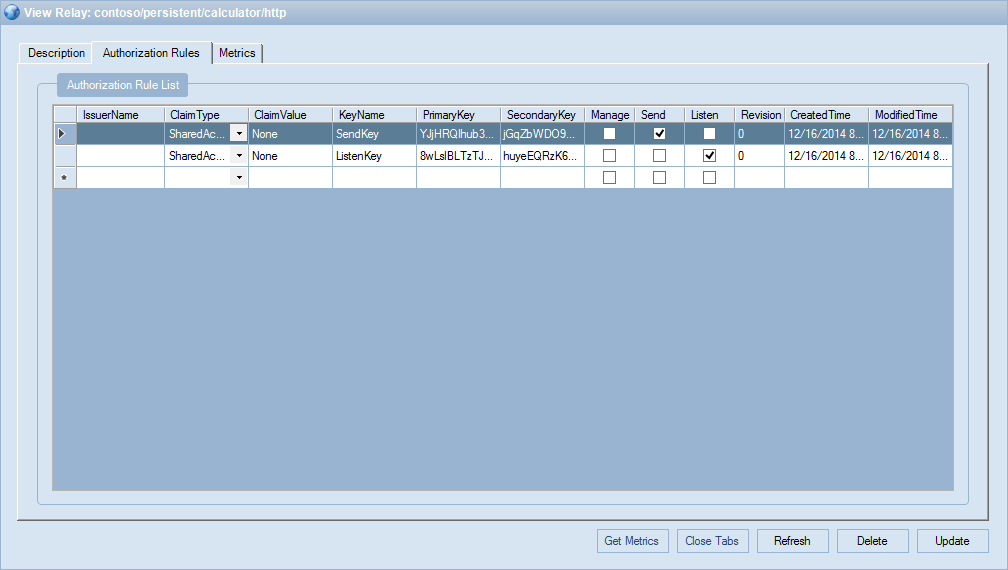 View Relay: contoso/persistent/calculator/http
Description Authorization Rules Metrics
Authorization Rule List
IssuerName ClaimType ClaimValue KeyName PrimaryKey SecondaryKey Manage Send Listen Revision CreatedTime ModifiedTime
SharedAc... None SendKey YJjHRQIhub3... jGqZbWDO9... 0 12/16/2014 8... 12/16/2014 8...
SharedAc... None ListenKey 8wLsIBLTzTJ... huyeEQRzK6... 0 12/16/2014 8... 12/16/2014 8...
Get Metrics Close Tabs Refresh Delete Update